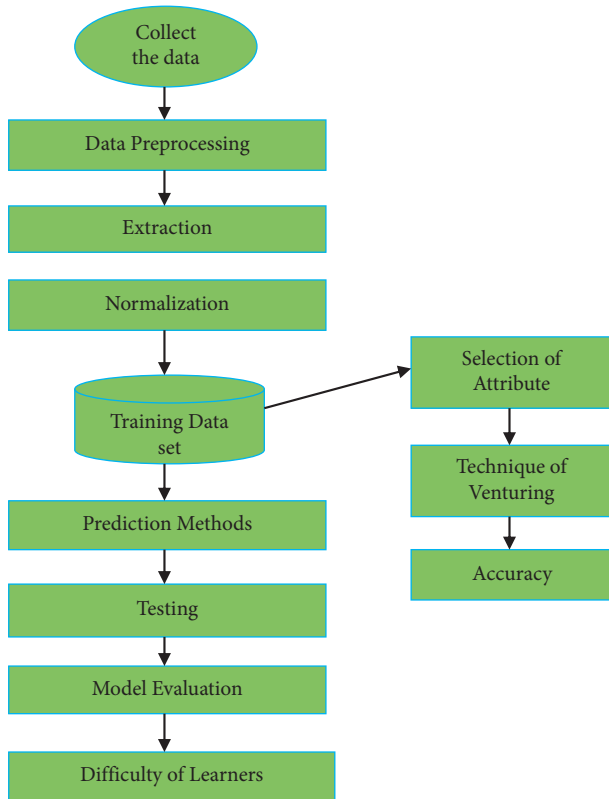 Collect
the data
Data Preprocessing
Extraction
Normalization
Training Data
set
Prediction Methods
Testing
Model Evaluation
Difficulty of Learners
Selection of
Attribute
Technique of
Venturing
Accuracy